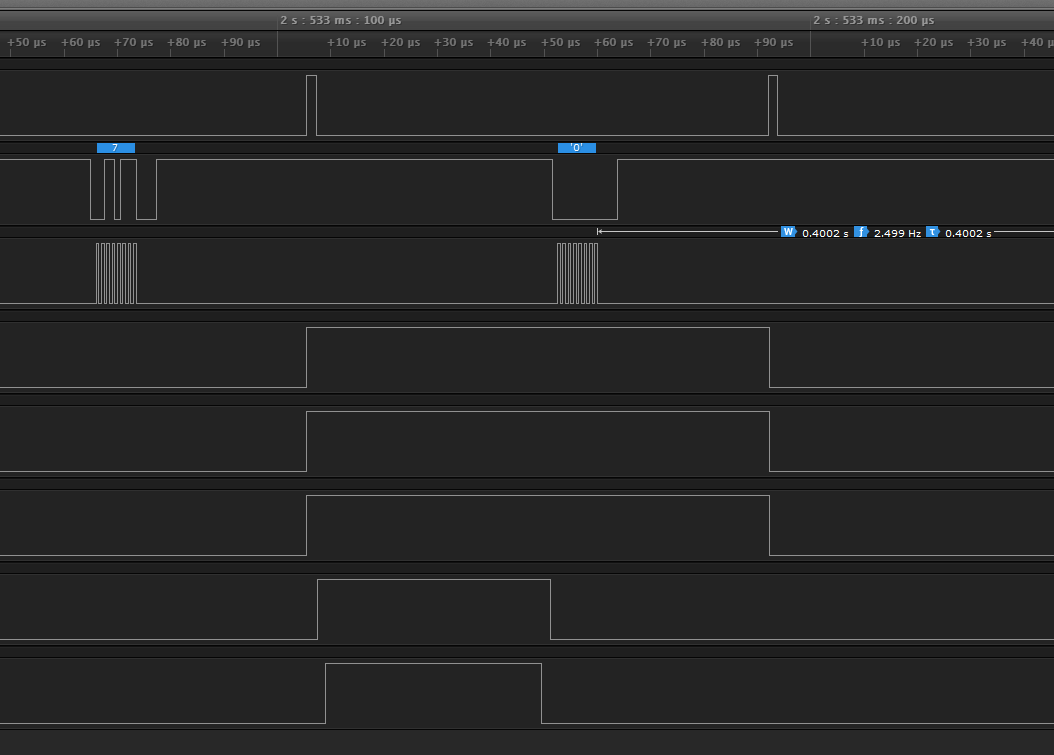 2 s : 533 ms : 100 µs 2 s : 533 ms : 200 µs
+50 µs +60 µs +70 µs +80 µs +90 µs +10 µs +20 µs +30 µs +40 µs +50 µs +60 µs +70 µs +80 µs +90 µs +10 µs +20 µs +30 µs +40 µ
7 '0'
W 0.4002 s f 2.499 Hz τ 0.4002 s